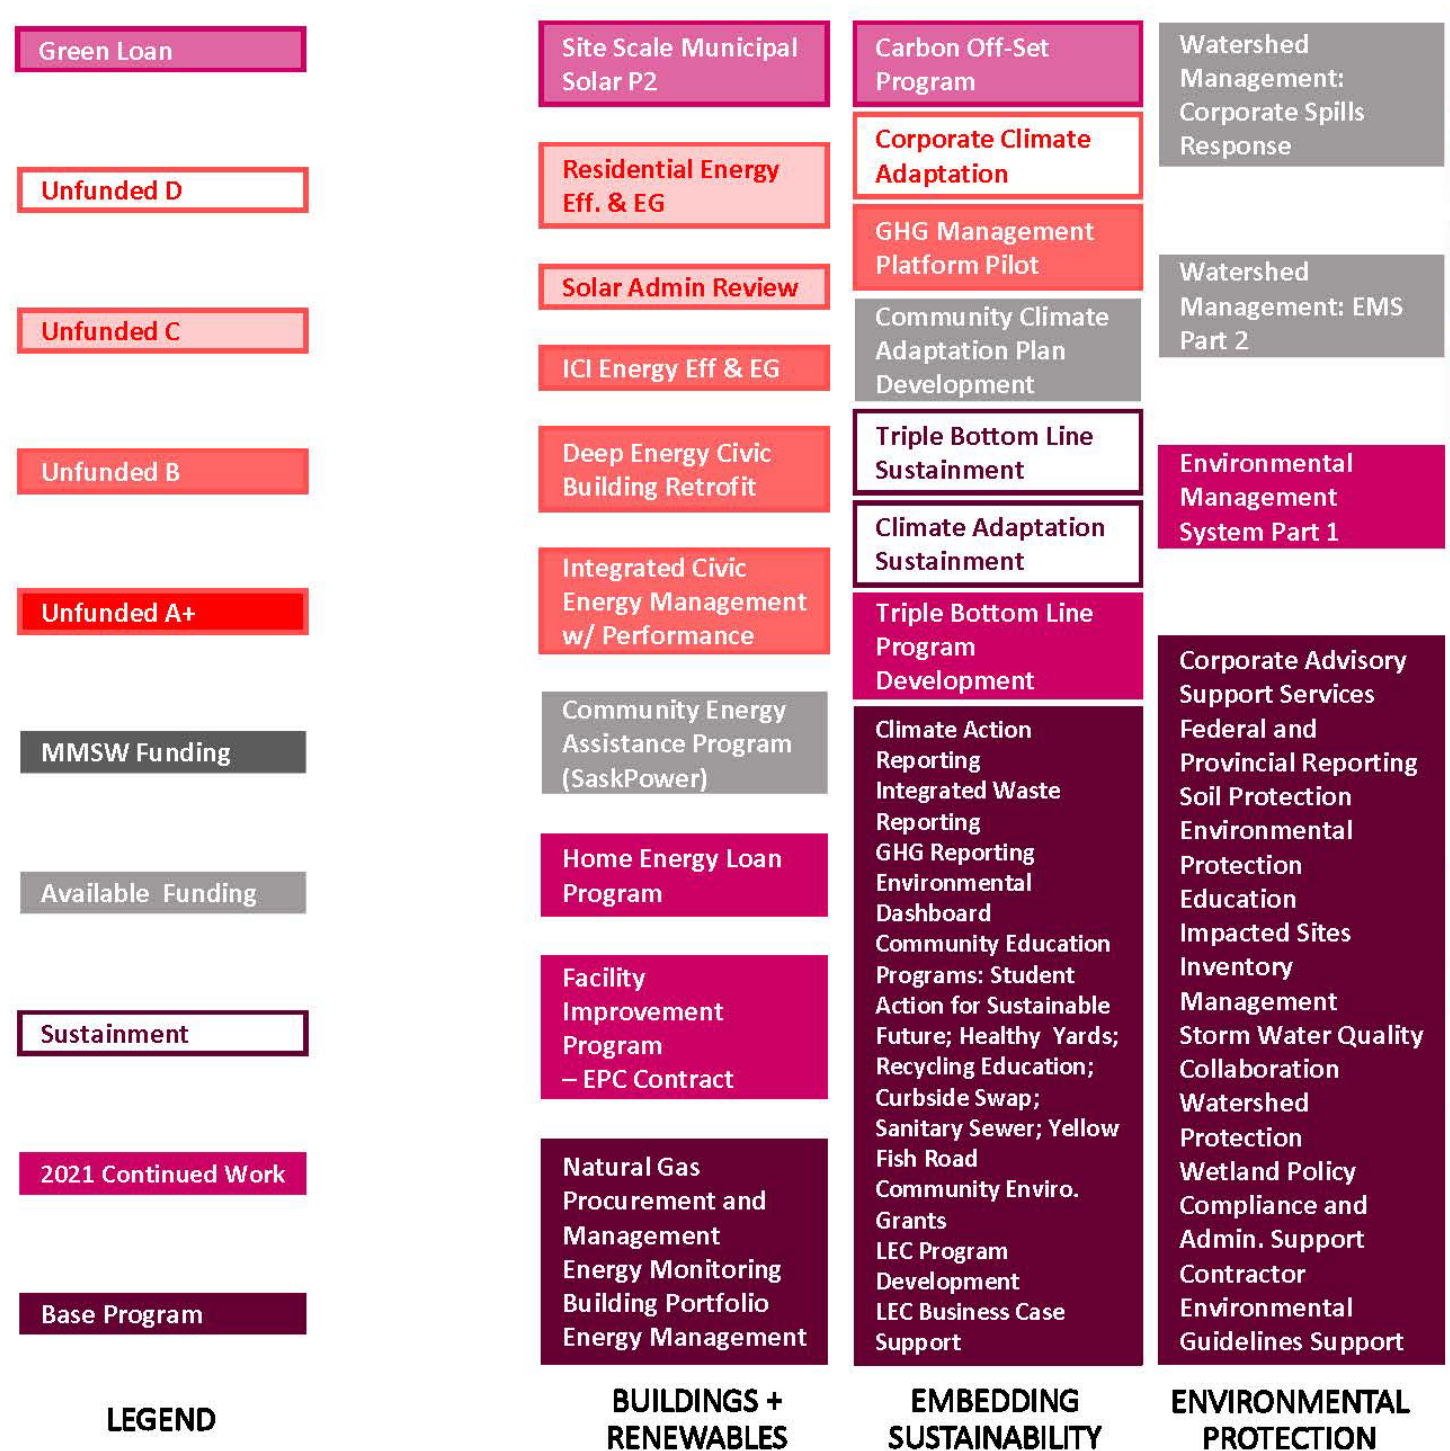 Green Loan
Unfunded D
Unfunded C
Unfunded B
Unfunded A+
MMSW Funding
Available Funding
Sustainment
2021 Continued Work
Base Program
LEGEND
Site Scale Municipal
Solar P2
Residential Energy
Eff. & EG
Solar Admin Review
ICI Energy Eff & EG
Deep Energy Civic
Building Retrofit
Integrated Civic
Energy Management
w/ Performance
Community Energy
Assistance Program
(SaskPower)
Home Energy Loan
Program
Facility
Improvement
Program
– EPC Contract
Natural Gas
Procurement and
Management
Energy Monitoring
Building Portfolio
Energy Management
BUILDINGS +
RENEWABLES
Carbon Off-Set
Program
Corporate Climate
Adaptation
GHG Management
Platform Pilot
Community Climate
Adaptation Plan
Development
Triple Bottom Line
Sustainment
Climate Adaptation
Sustainment
Triple Bottom Line
Program
Development
Climate Action
Reporting
Integrated Waste
Reporting
GHG Reporting
Environmental
Dashboard
Community Education
Programs: Student
Action for Sustainable
Future; Healthy Yards;
Recycling Education;
Curbside Swap;
Sanitary Sewer; Yellow
Fish Road
Community Enviro.
Grants
LEC Program
Development
LEC Business Case
Support
EMBEDDING
SUSTAINABILITY
Watershed
Management:
Corporate Spills
Response
Watershed
Management: EMS
Part 2
Environmental
Management
System Part 1
Corporate Advisory
Support Services
Federal and
Provincial Reporting
Soil Protection
Environmental
Protection
Education
Impacted Sites
Inventory
Management
Storm Water Quality
Collaboration
Watershed
Protection
Wetland Policy
Compliance and
Admin. Support
Contractor
Environmental
Guidelines Support
ENVIRONMENTAL
PROTECTION